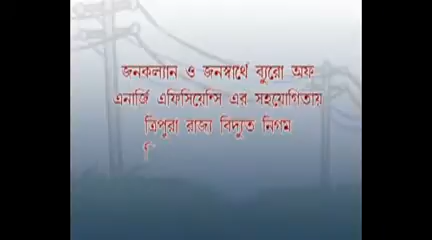 জনকল্যান ও জনস্বার্থে ব্যুরো অফ
এনার্জি এফিসিয়েন্সি এর সহযোগিতায়
ত্রিপুরা রাজ্য বিদ্যুত নিগম